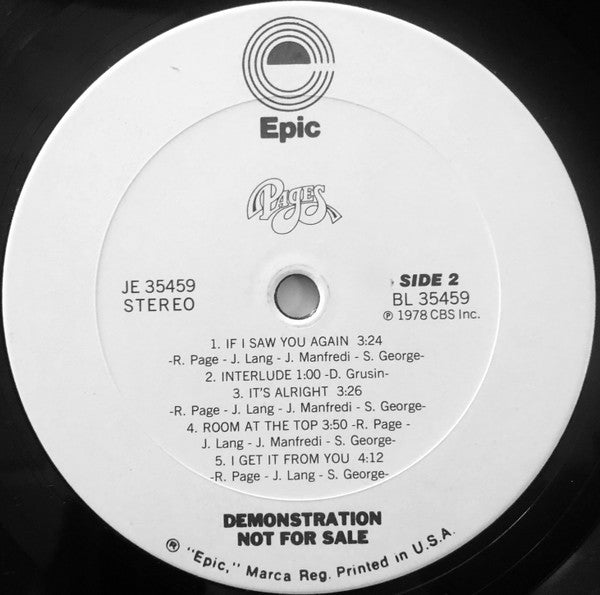 Epic
PAGES
JE 35459
STEREO
SIDE 2
BL 35459
℗ 1978 CBS Inc.
1. IF I SAW YOU AGAIN 3:24
-R. Page - J. Lang - J. Manfredi - S. George-
2. INTERLUDE 1:00 -D. Grusin-
3. IT'S ALRIGHT 3:26
-R. Page - J. Lang - J. Manfredi - S. George-
4. ROOM AT THE TOP 3:50 -R. Page -
J. Lang - J. Manfredi - S. George-
5. I GET IT FROM YOU 4:12
-R. Page - J. Lang - S. George-
DEMONSTRATION
NOT FOR SALE
® "Epic," Marca Reg. Printed in U.S.A.